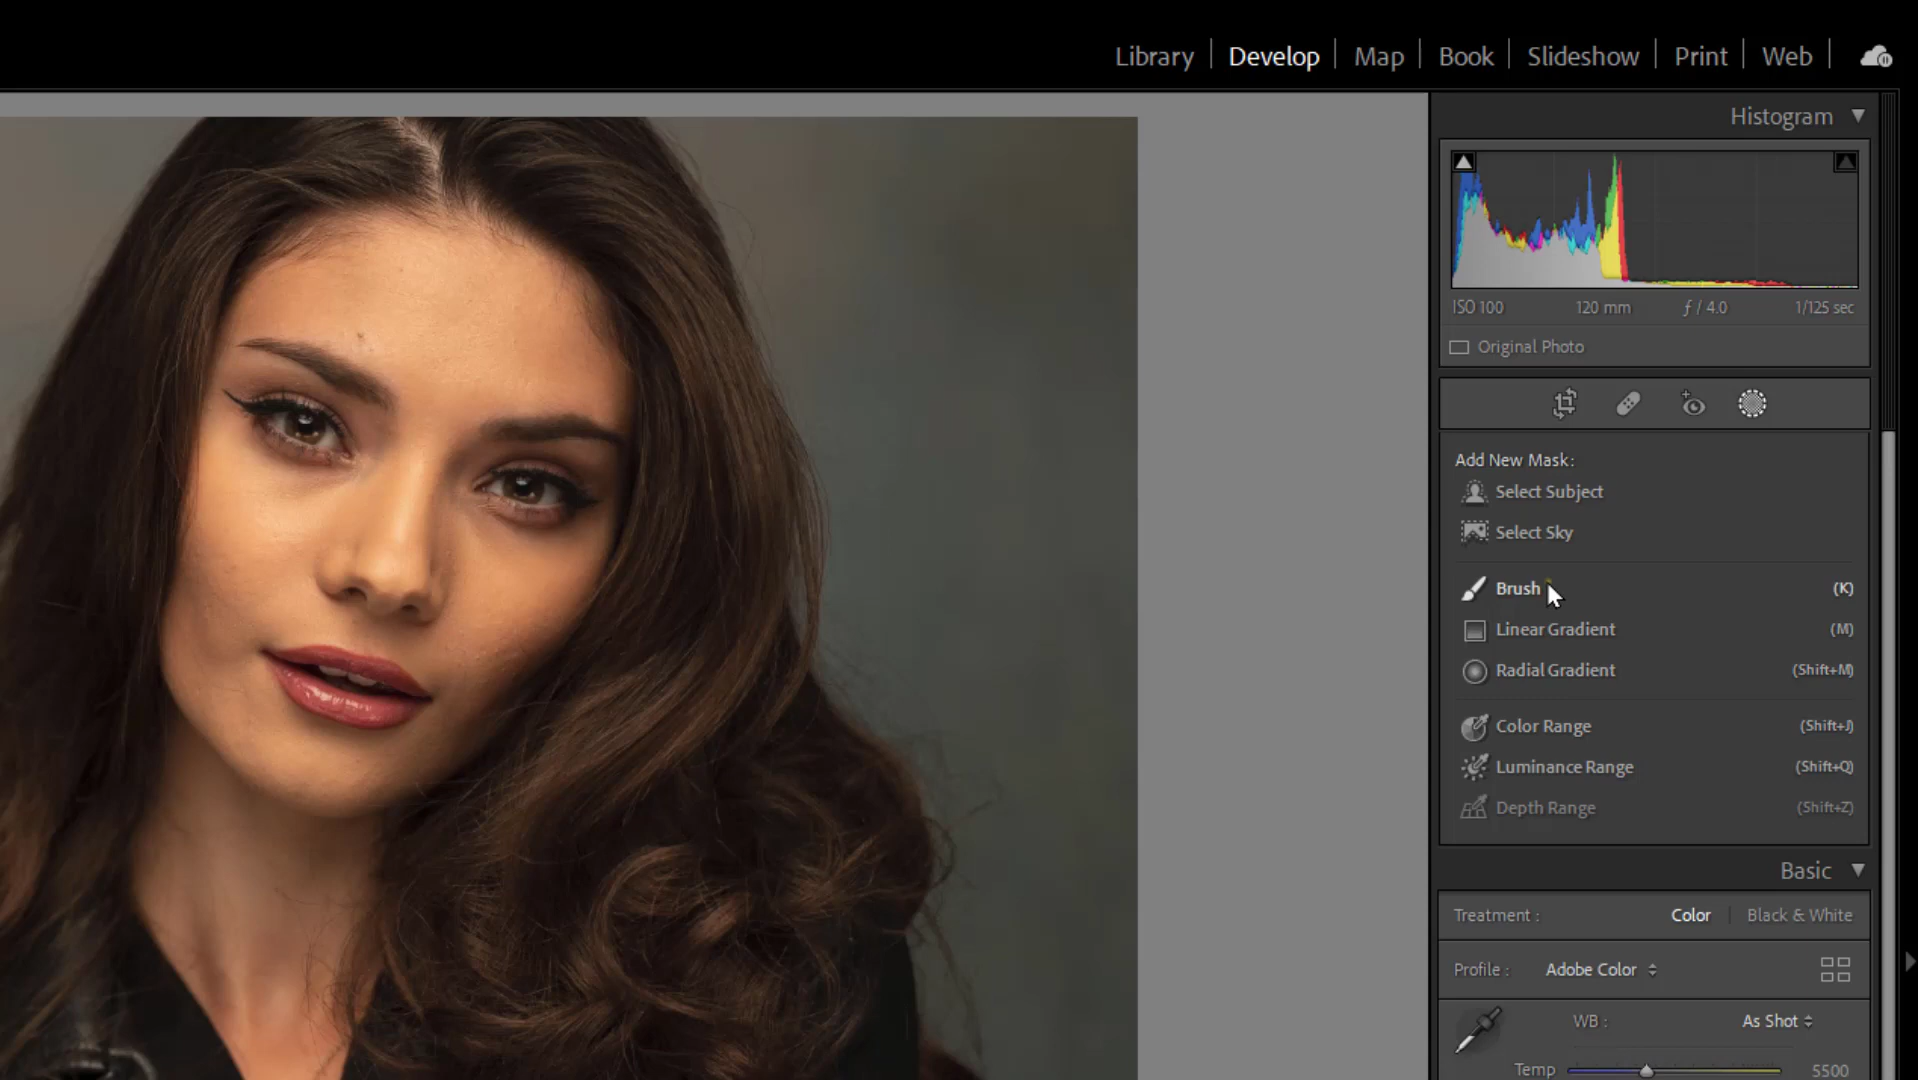 Library | Develop | Map | Book | Slideshow | Print | Web |
Histogram
ISO 100 120 mm ƒ / 4.0 1/125 sec
Original Photo
Add New Mask:
Select Subject
Select Sky
Brush (K)
Linear Gradient (M)
Radial Gradient (Shift+M)
Color Range (Shift+J)
Luminance Range (Shift+Q)
Depth Range (Shift+Z)
Basic
Treatment : Color | Black & White
Profile : Adobe Color
WB : As Shot
Temp 5500